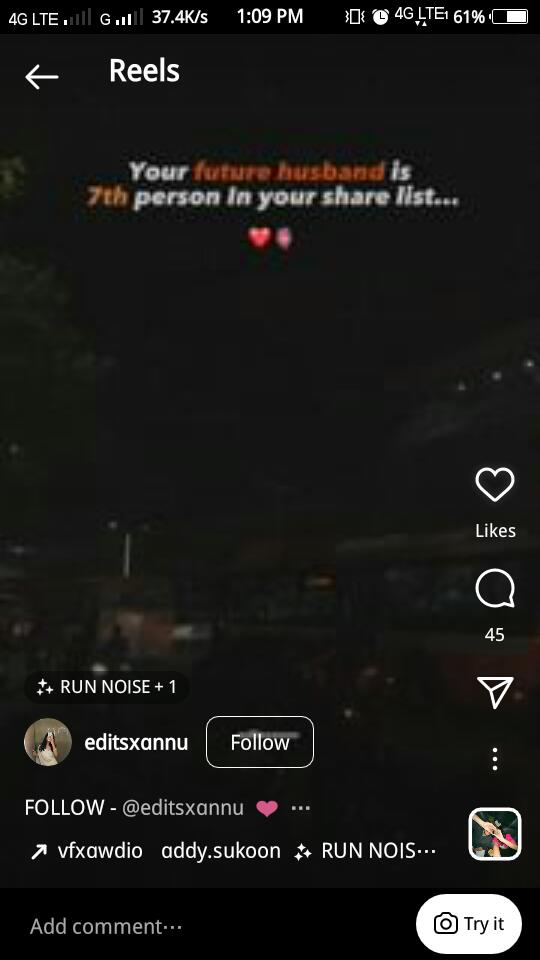 4G LTE G 37.4K/s 1:09 PM 4G LTE1 61%
Reels
Your future husband is
7th person In your share list...
Likes
45
RUN NOISE + 1
editsxannu Follow
FOLLOW - @editsxannu ...
vfxawdio addy.sukoon RUN NOIS...
Add comment... Try it